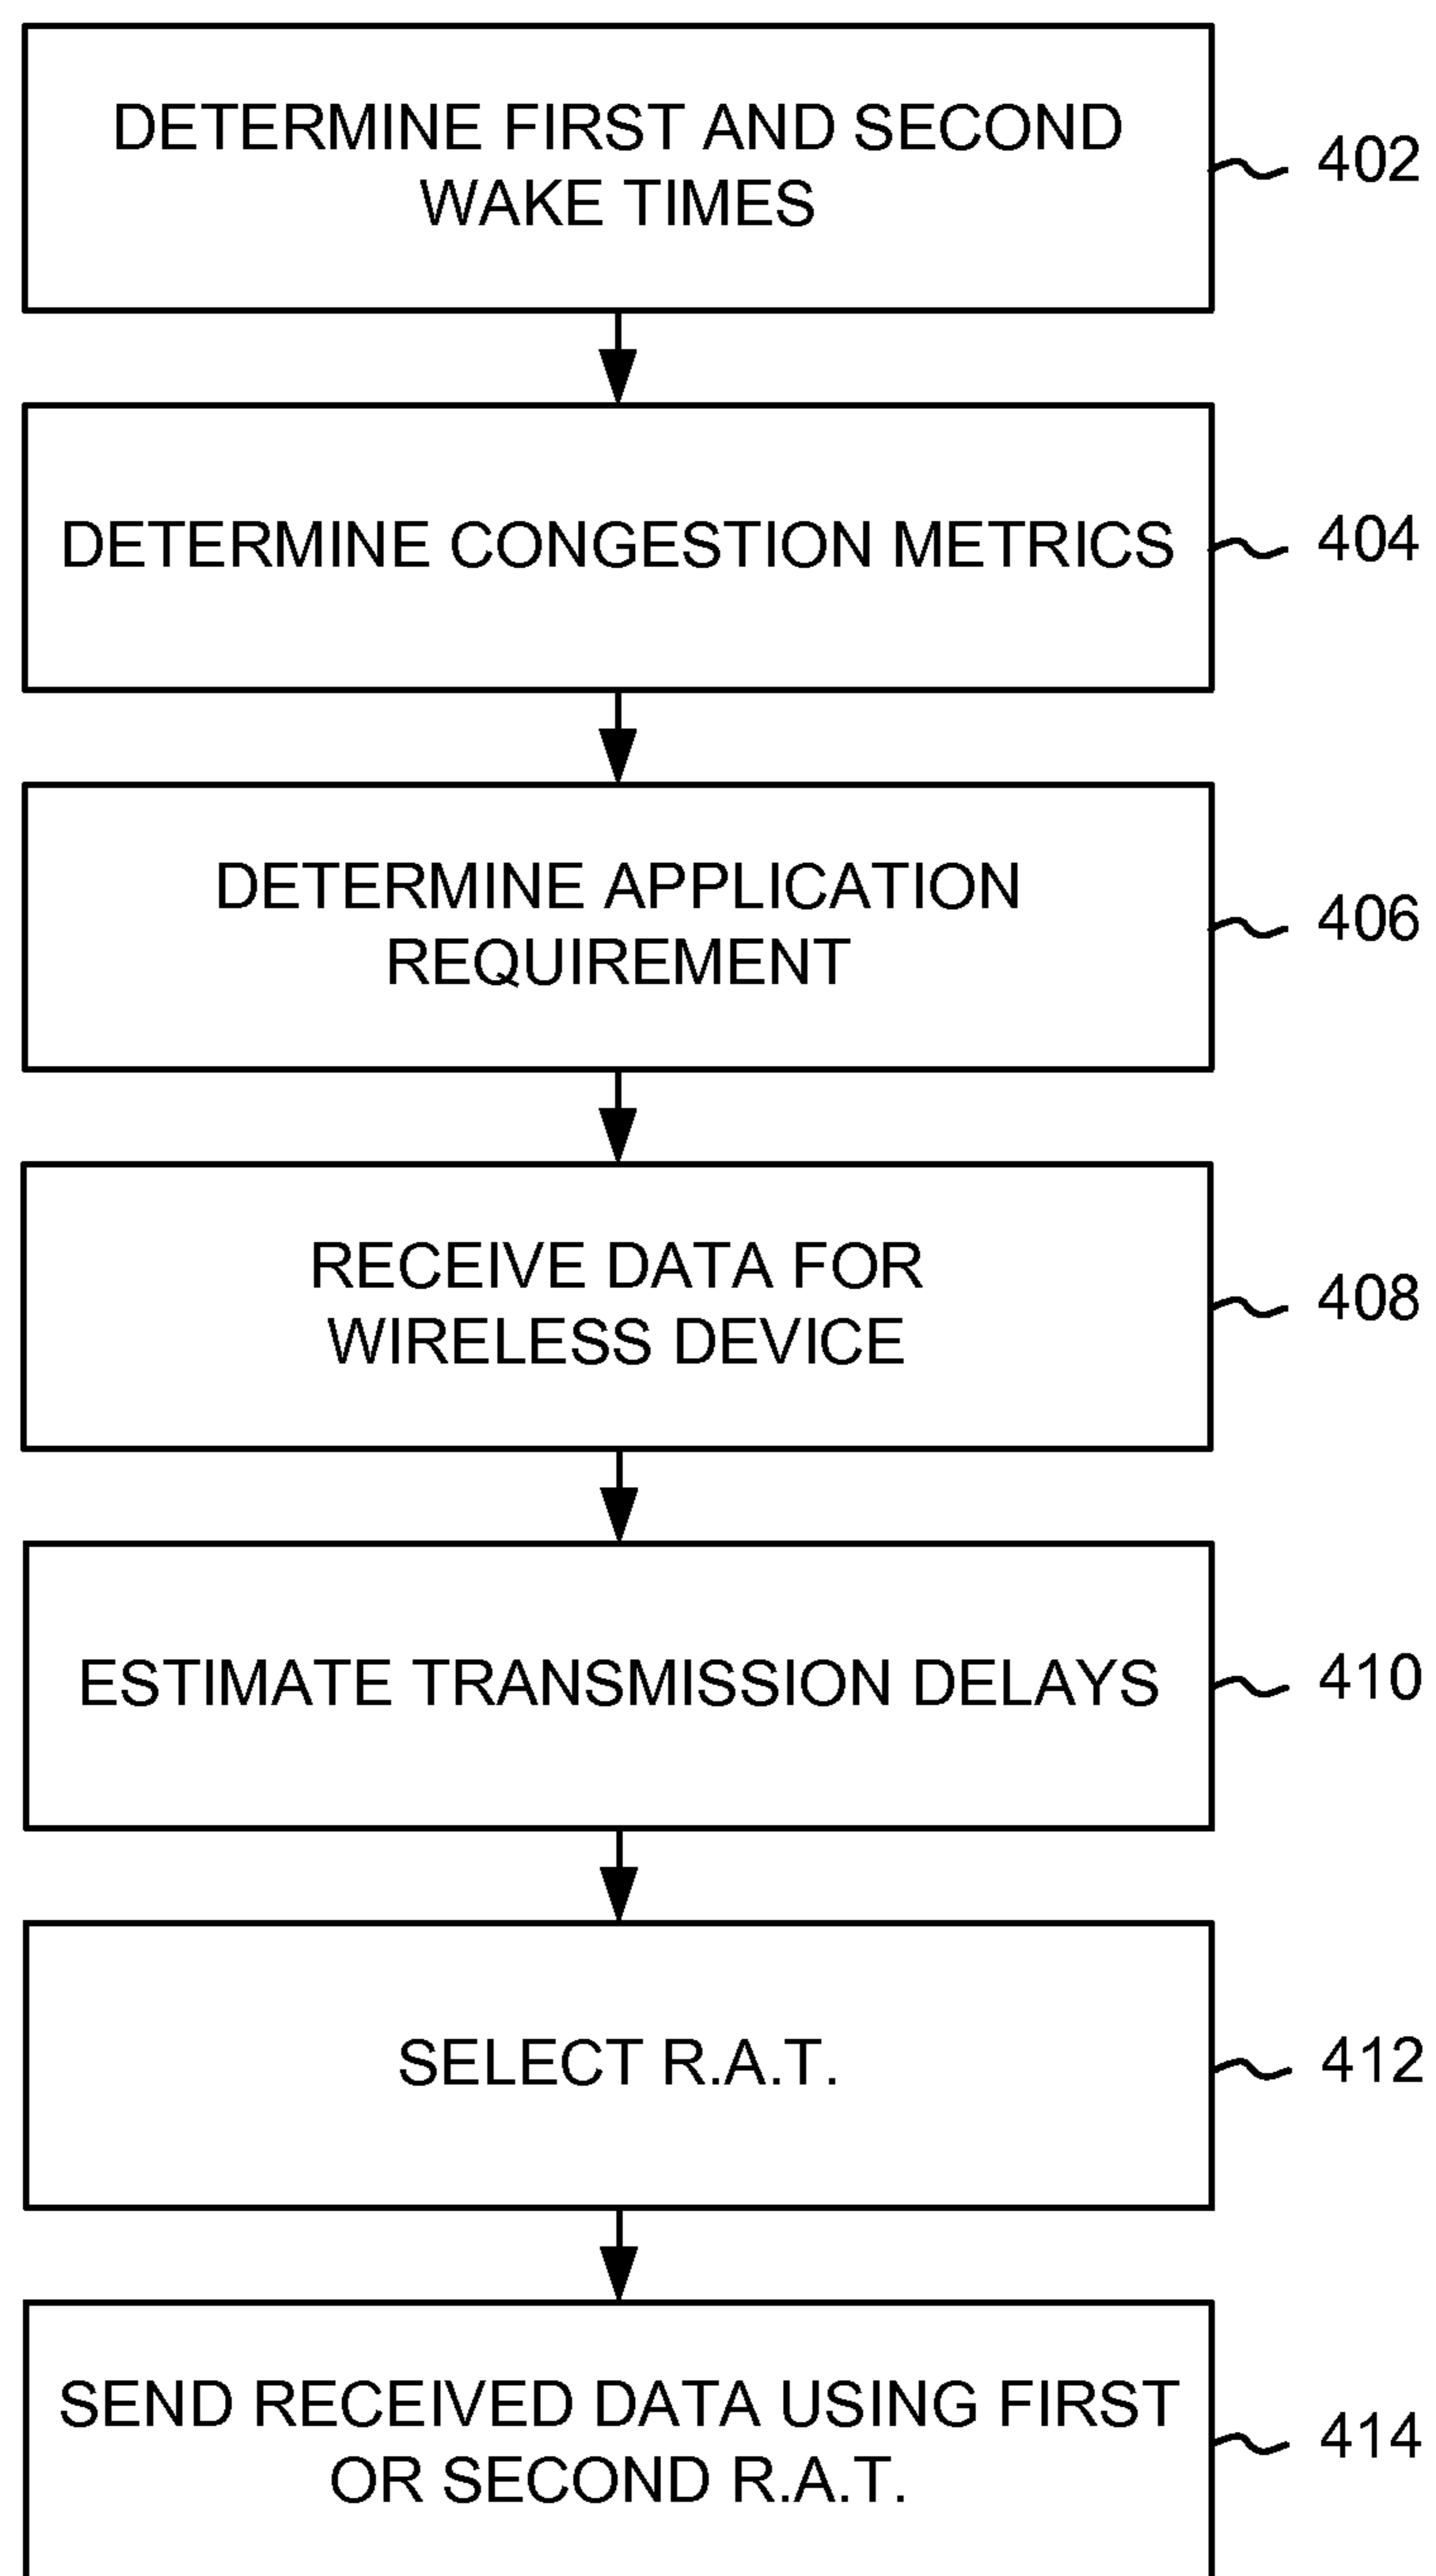 DETERMINE FIRST AND SECOND
WAKE TIMES
402
DETERMINE CONGESTION METRICS
404
DETERMINE APPLICATION
REQUIREMENT
406
RECEIVE DATA FOR
WIRELESS DEVICE
408
ESTIMATE TRANSMISSION DELAYS
410
SELECT R.A.T.
412
SEND RECEIVED DATA USING FIRST
OR SECOND R.A.T.
414